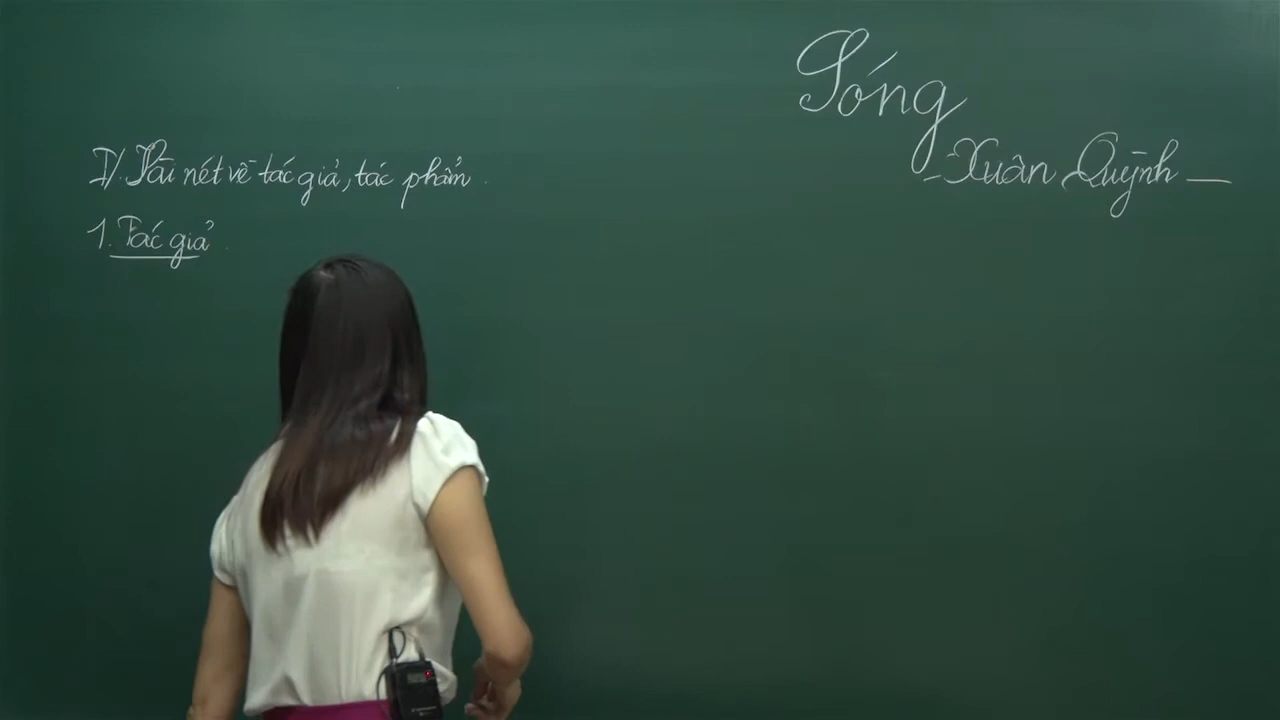 Sóng
- Xuân Quỳnh -
I/. Vài nét về tác giả, tác phẩm.
1. Tác giả.